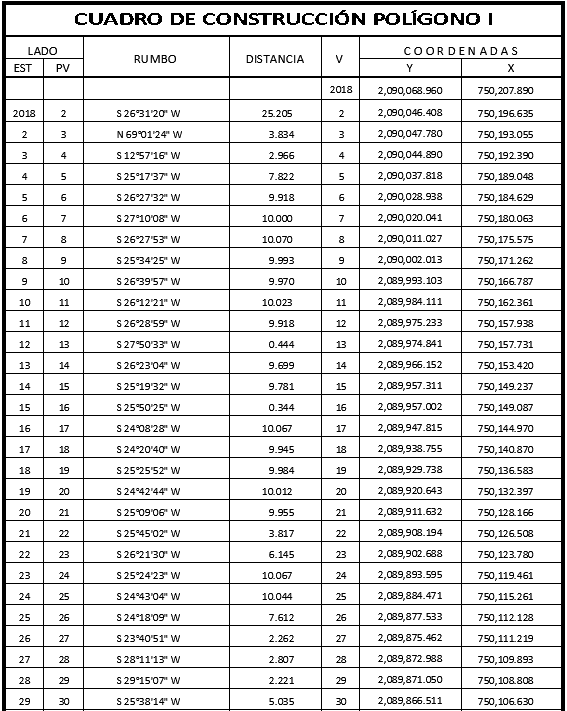 CUADRO DE CONSTRUCCIÓN POLÍGONO I
LADO RUMBO DISTANCIA V COORDENADAS
EST PV Y X
2018 2,090,068.960 750,207.890
2018 2 S 26°31'20" W 25.205 2 2,090,046.408 750,196.635
2 3 N 69°01'24" W 3.834 3 2,090,047.780 750,193.055
3 4 S 12°57'16" W 2.966 4 2,090,044.890 750,192.390
4 5 S 25°17'37" W 7.822 5 2,090,037.818 750,189.048
5 6 S 26°27'32" W 9.918 6 2,090,028.938 750,184.629
6 7 S 27°10'08" W 10.000 7 2,090,020.041 750,180.063
7 8 S 26°27'53" W 10.070 8 2,090,011.027 750,175.575
8 9 S 25°34'25" W 9.993 9 2,090,002.013 750,171.262
9 10 S 26°39'57" W 9.970 10 2,089,993.103 750,166.787
10 11 S 26°12'21" W 10.023 11 2,089,984.111 750,162.361
11 12 S 26°28'59" W 9.918 12 2,089,975.233 750,157.938
12 13 S 27°50'33" W 0.444 13 2,089,974.841 750,157.731
13 14 S 26°23'04" W 9.699 14 2,089,966.152 750,153.420
14 15 S 25°19'32" W 9.781 15 2,089,957.311 750,149.237
15 16 S 25°50'25" W 0.344 16 2,089,957.002 750,149.087
16 17 S 24°08'28" W 10.067 17 2,089,947.815 750,144.970
17 18 S 24°20'40" W 9.945 18 2,089,938.755 750,140.870
18 19 S 25°25'52" W 9.984 19 2,089,929.738 750,136.583
19 20 S 24°42'44" W 10.012 20 2,089,920.643 750,132.397
20 21 S 25°09'06" W 9.955 21 2,089,911.632 750,128.166
21 22 S 25°45'02" W 3.817 22 2,089,908.194 750,126.508
22 23 S 26°21'30" W 6.145 23 2,089,902.688 750,123.780
23 24 S 25°24'23" W 10.067 24 2,089,893.595 750,119.461
24 25 S 24°43'04" W 10.044 25 2,089,884.471 750,115.261
25 26 S 24°18'09" W 7.612 26 2,089,877.533 750,112.128
26 27 S 23°40'51" W 2.262 27 2,089,875.462 750,111.219
27 28 S 28°11'13" W 2.807 28 2,089,872.988 750,109.893
28 29 S 29°15'07" W 2.221 29 2,089,871.050 750,108.808
29 30 S 25°38'14" W 5.035 30 2,089,866.511 750,106.630